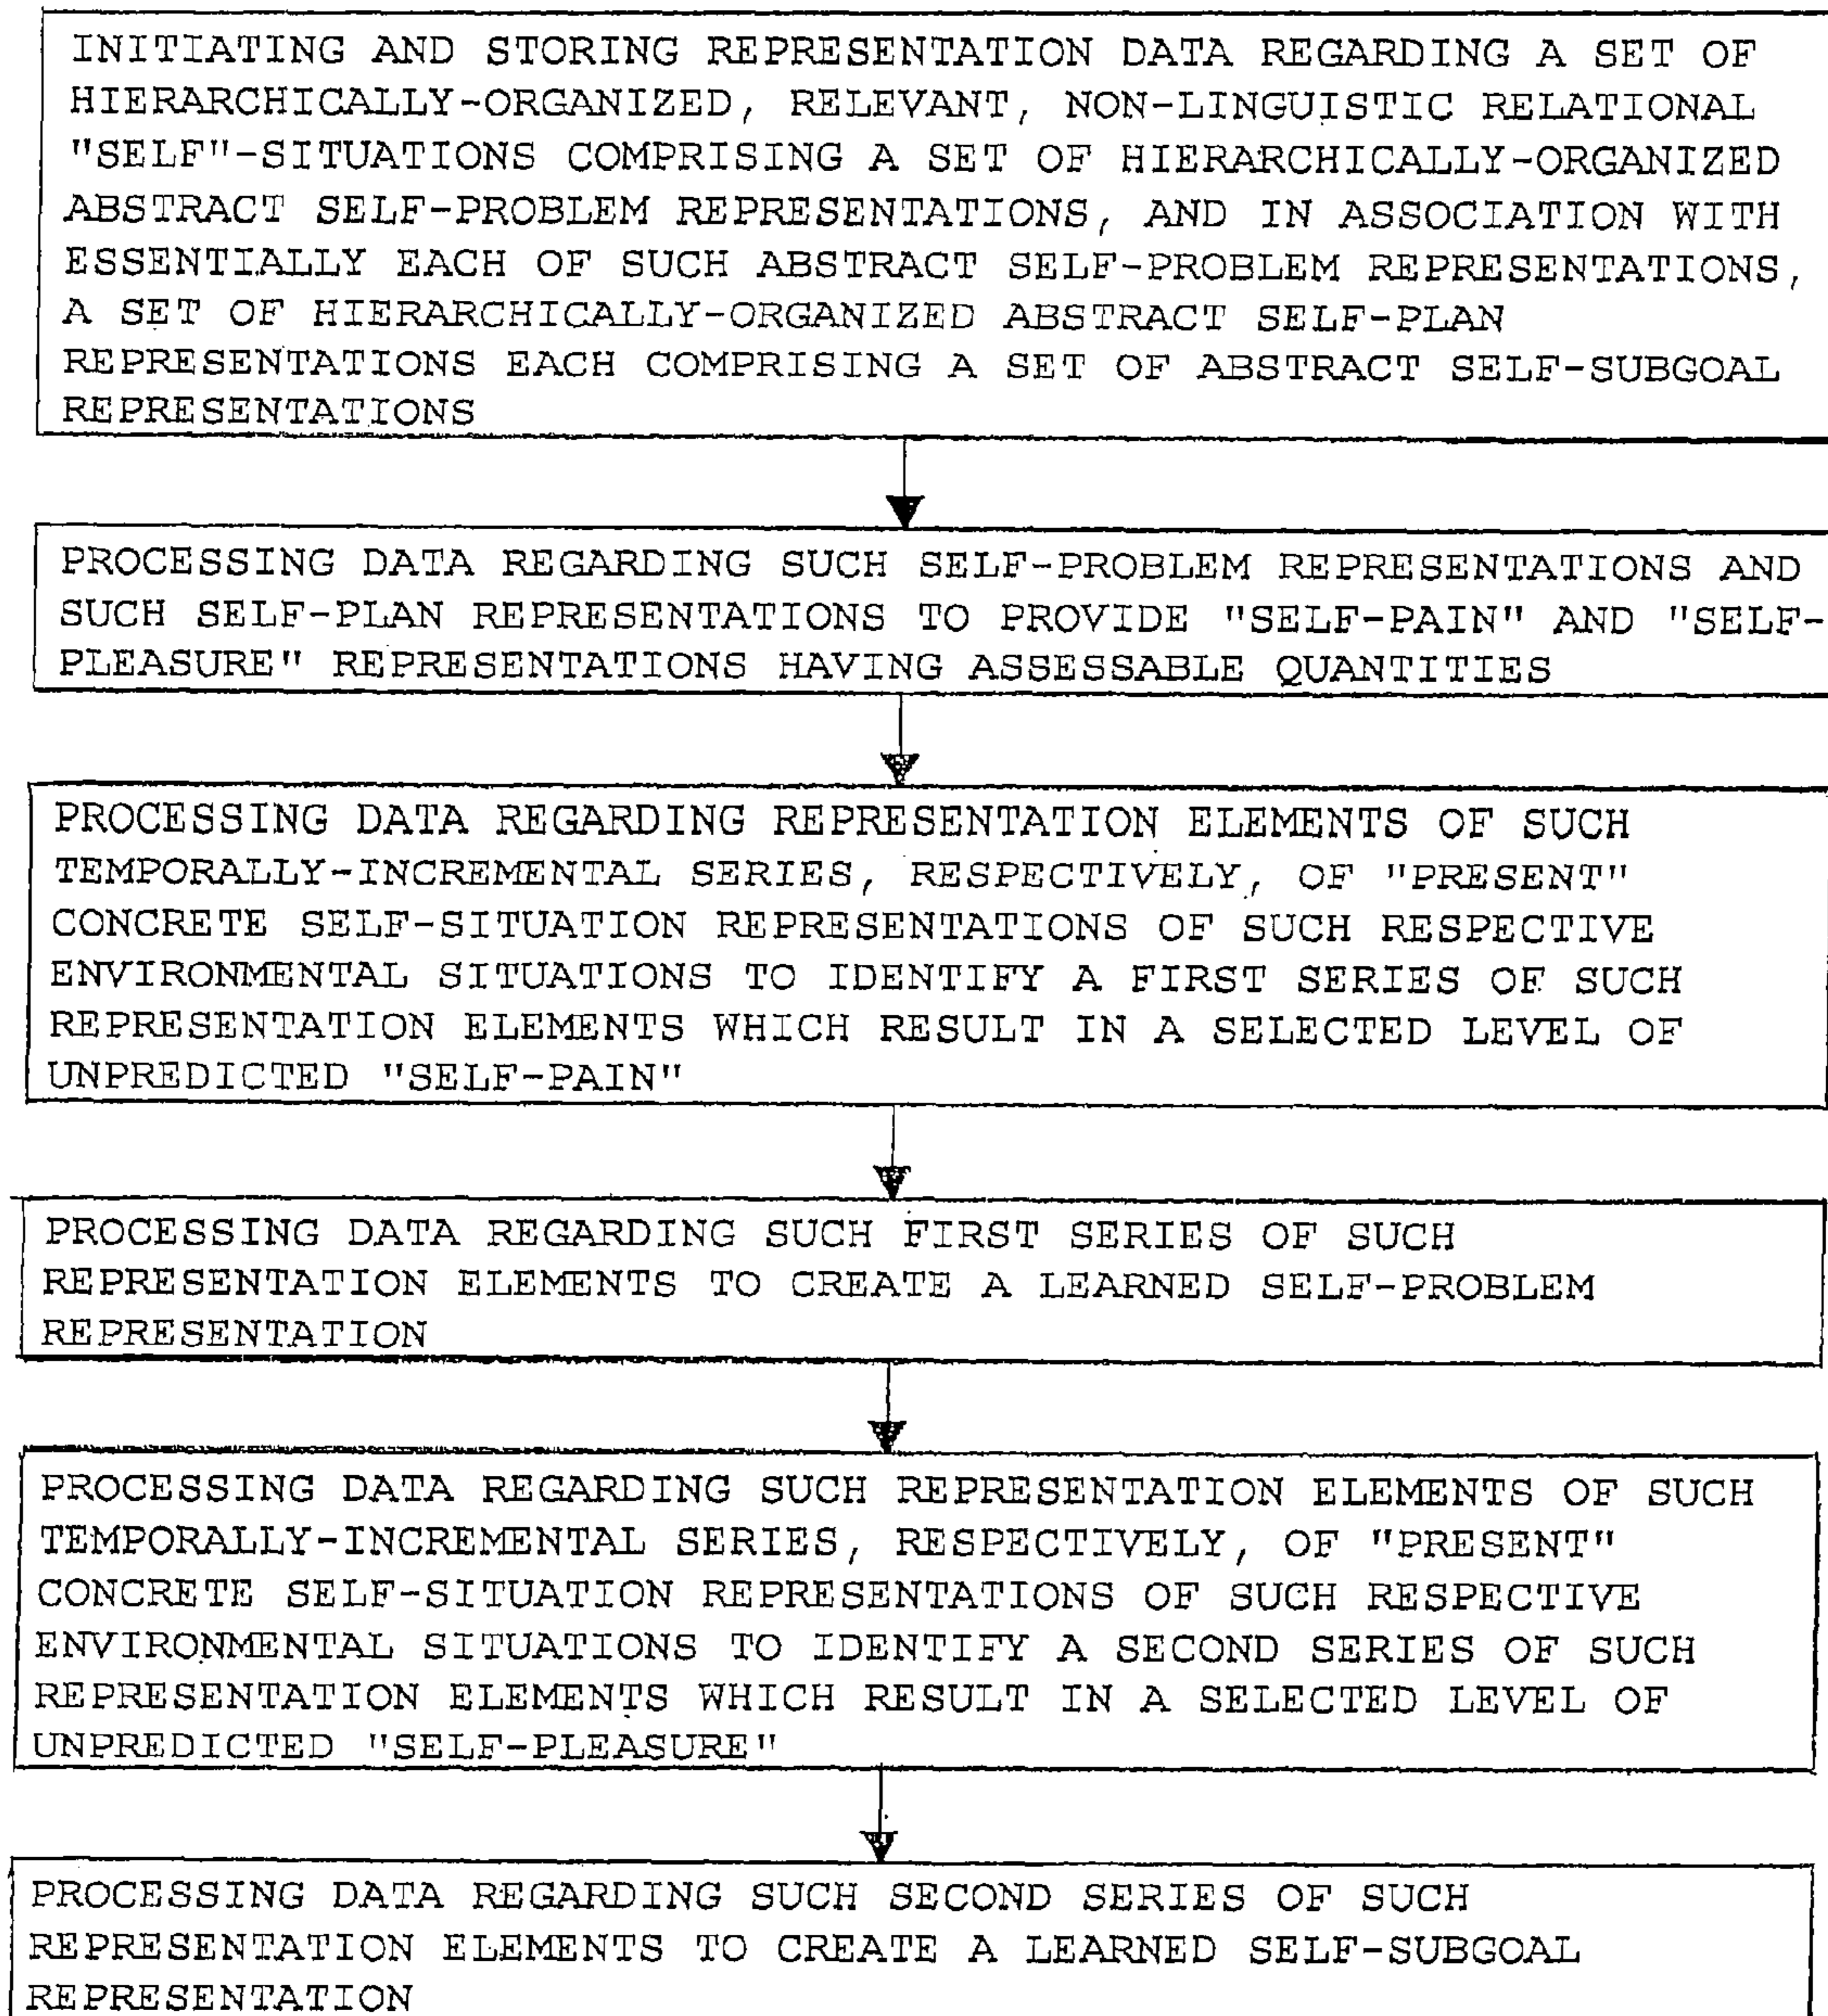 INITIATING AND STORING REPRESENTATION DATA REGARDING A SET OF
HIERARCHICALLY-ORGANIZED, RELEVANT, NON-LINGUISTIC RELATIONAL
"SELF"-SITUATIONS COMPRISING A SET OF HIERARCHICALLY-ORGANIZED
ABSTRACT SELF-PROBLEM REPRESENTATIONS, AND IN ASSOCIATION WITH
ESSENTIALLY EACH OF SUCH ABSTRACT SELF-PROBLEM REPRESENTATIONS,
A SET OF HIERARCHICALLY-ORGANIZED ABSTRACT SELF-PLAN
REPRESENTATIONS EACH COMPRISING A SET OF ABSTRACT SELF-SUBGOAL
REPRESENTATIONS
PROCESSING DATA REGARDING SUCH SELF-PROBLEM REPRESENTATIONS AND
SUCH SELF-PLAN REPRESENTATIONS TO PROVIDE "SELF-PAIN" AND "SELF-
PLEASURE" REPRESENTATIONS HAVING ASSESSABLE QUANTITIES
PROCESSING DATA REGARDING REPRESENTATION ELEMENTS OF SUCH
TEMPORALLY-INCREMENTAL SERIES, RESPECTIVELY, OF "PRESENT"
CONCRETE SELF-SITUATION REPRESENTATIONS OF SUCH RESPECTIVE
ENVIRONMENTAL SITUATIONS TO IDENTIFY A FIRST SERIES OF SUCH
REPRESENTATION ELEMENTS WHICH RESULT IN A SELECTED LEVEL OF
UNPREDICTED "SELF-PAIN"
PROCESSING DATA REGARDING SUCH FIRST SERIES OF SUCH
REPRESENTATION ELEMENTS TO CREATE A LEARNED SELF-PROBLEM
REPRESENTATION
PROCESSING DATA REGARDING SUCH REPRESENTATION ELEMENTS OF SUCH
TEMPORALLY-INCREMENTAL SERIES, RESPECTIVELY, OF "PRESENT"
CONCRETE SELF-SITUATION REPRESENTATIONS OF SUCH RESPECTIVE
ENVIRONMENTAL SITUATIONS TO IDENTIFY A SECOND SERIES OF SUCH
REPRESENTATION ELEMENTS WHICH RESULT IN A SELECTED LEVEL OF
UNPREDICTED "SELF-PLEASURE"
PROCESSING DATA REGARDING SUCH SECOND SERIES OF SUCH
REPRESENTATION ELEMENTS TO CREATE A LEARNED SELF-SUBGOAL
REPRESENTATION